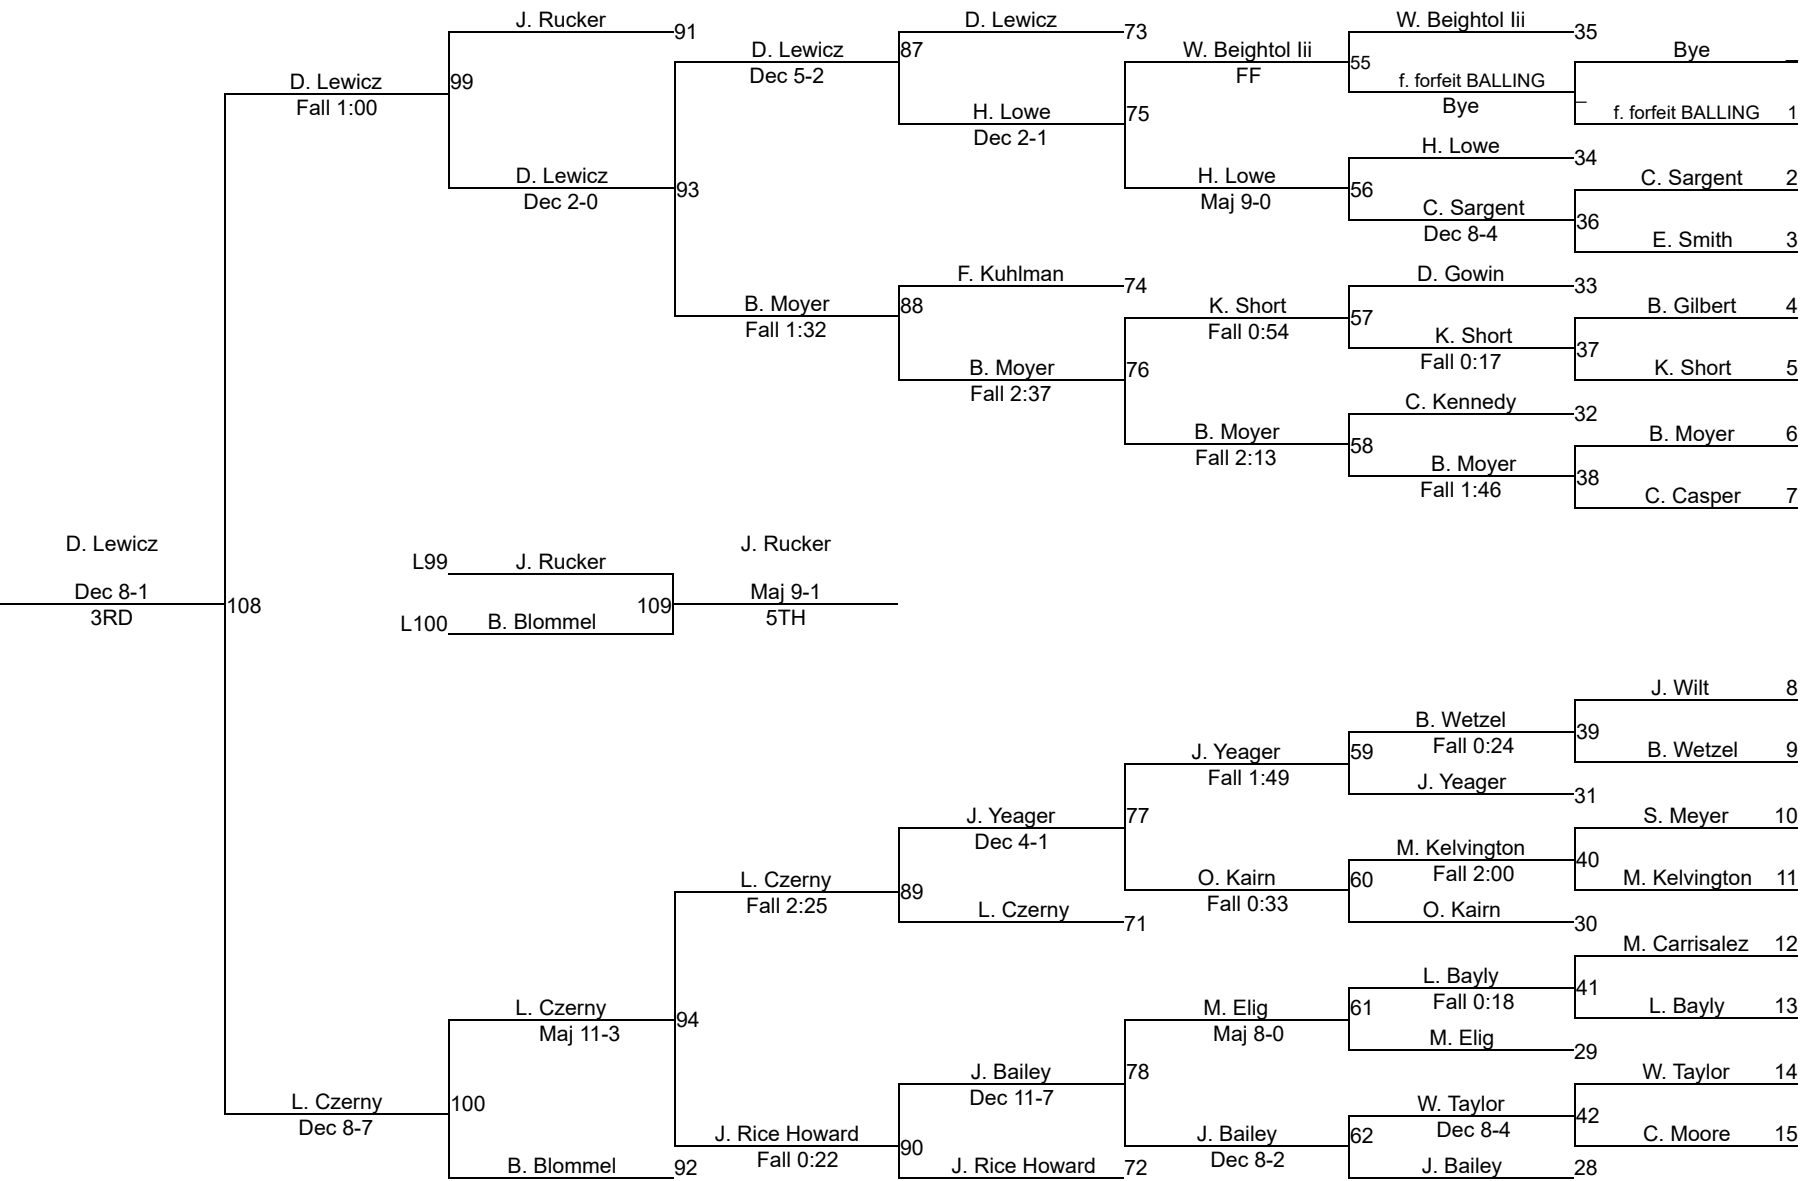 J. Rucker
91
D. Lewicz
73
W. Beightol Iii
35
D. Lewicz
Dec 5-2
87
W. Beightol Iii
FF
55
Bye
_
D. Lewicz
Fall 1:00
99
f. forfeit BALLING
Bye
_
f. forfeit BALLING 1
H. Lowe
Dec 2-1
75
H. Lowe
34
D. Lewicz
Dec 2-0
93
H. Lowe
Maj 9-0
56
C. Sargent 2
C. Sargent
Dec 8-4
36
E. Smith 3
F. Kuhlman
74
D. Gowin
33
B. Moyer
Fall 1:32
88
K. Short
Fall 0:54
57
B. Gilbert 4
K. Short
Fall 0:17
37
B. Moyer
Fall 2:37
76
K. Short 5
C. Kennedy
32
B. Moyer
Fall 2:13
58
B. Moyer 6
B. Moyer
Fall 1:46
38
C. Casper 7
D. Lewicz
Dec 8-1
3RD
108
L99
J. Rucker
L100
B. Blommel
109
J. Rucker
Maj 9-1
5TH
J. Wilt 8
B. Wetzel
Fall 0:24
39
J. Yeager
Fall 1:49
59
B. Wetzel 9
J. Yeager
31
J. Yeager
Dec 4-1
77
S. Meyer 10
M. Kelvington
Fall 2:00
40
L. Czerny
Fall 2:25
89
O. Kairn
Fall 0:33
60
M. Kelvington 11
L. Czerny
71
O. Kairn
30
M. Carrisalez 12
L. Bayly
Fall 0:18
41
L. Czerny
Maj 11-3
94
M. Elig
Maj 8-0
61
L. Bayly 13
M. Elig
29
J. Bailey
Dec 11-7
78
W. Taylor 14
L. Czerny
Dec 8-7
100
W. Taylor
Dec 8-4
42
J. Rice Howard
Fall 0:22
90
J. Bailey
Dec 8-2
62
C. Moore 15
B. Blommel
92
J. Rice Howard
72
J. Bailey
28